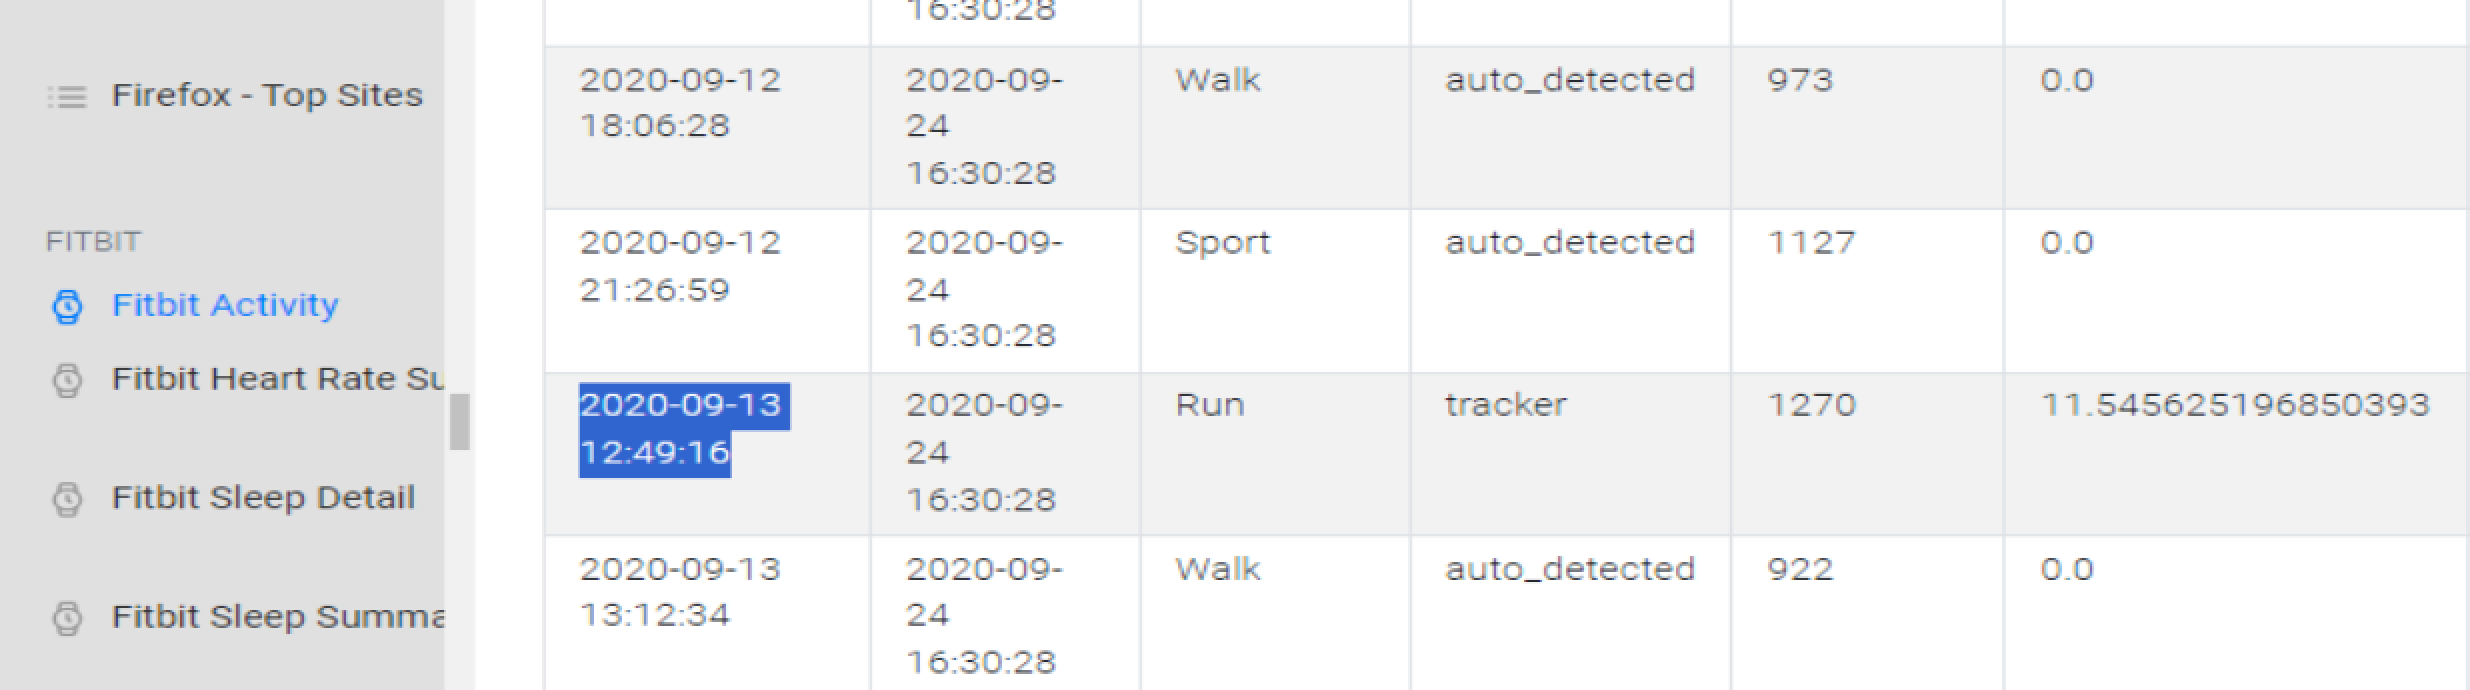 16:30:28
Firefox - Top Sites
FITBIT
Fitbit Activity
Fitbit Heart Rate Su
Fitbit Sleep Detail
Fitbit Sleep Summa
2020-09-12 2020-09- Walk auto_detected 973 0.0
18:06:28 24
16:30:28
2020-09-12 2020-09- Sport auto_detected 1127 0.0
21:26:59 24
16:30:28
2020-09-13 2020-09- Run tracker 1270 11.545625196850393
12:49:16 24
16:30:28
2020-09-13 2020-09- Walk auto_detected 922 0.0
13:12:34 24
16:30:28